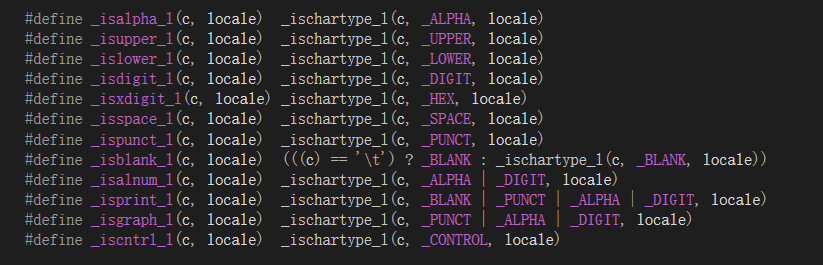 #define _isalpha_l(c, locale)  _ischartype_l(c, _ALPHA, locale)
#define _isupper_l(c, locale)  _ischartype_l(c, _UPPER, locale)
#define _islower_l(c, locale)  _ischartype_l(c, _LOWER, locale)
#define _isdigit_l(c, locale)  _ischartype_l(c, _DIGIT, locale)
#define _isxdigit_l(c, locale) _ischartype_l(c, _HEX, locale)
#define _isspace_l(c, locale)  _ischartype_l(c, _SPACE, locale)
#define _ispunct_l(c, locale)  _ischartype_l(c, _PUNCT, locale)
#define _isblank_l(c, locale)  (((c) == '\t') ? _BLANK : _ischartype_l(c, _BLANK, locale))
#define _isalnum_l(c, locale)  _ischartype_l(c, _ALPHA | _DIGIT, locale)
#define _isprint_l(c, locale)  _ischartype_l(c, _BLANK | _PUNCT | _ALPHA | _DIGIT, locale)
#define _isgraph_l(c, locale)  _ischartype_l(c, _PUNCT | _ALPHA | _DIGIT, locale)
#define _iscntrl_l(c, locale)  _ischartype_l(c, _CONTROL, locale)